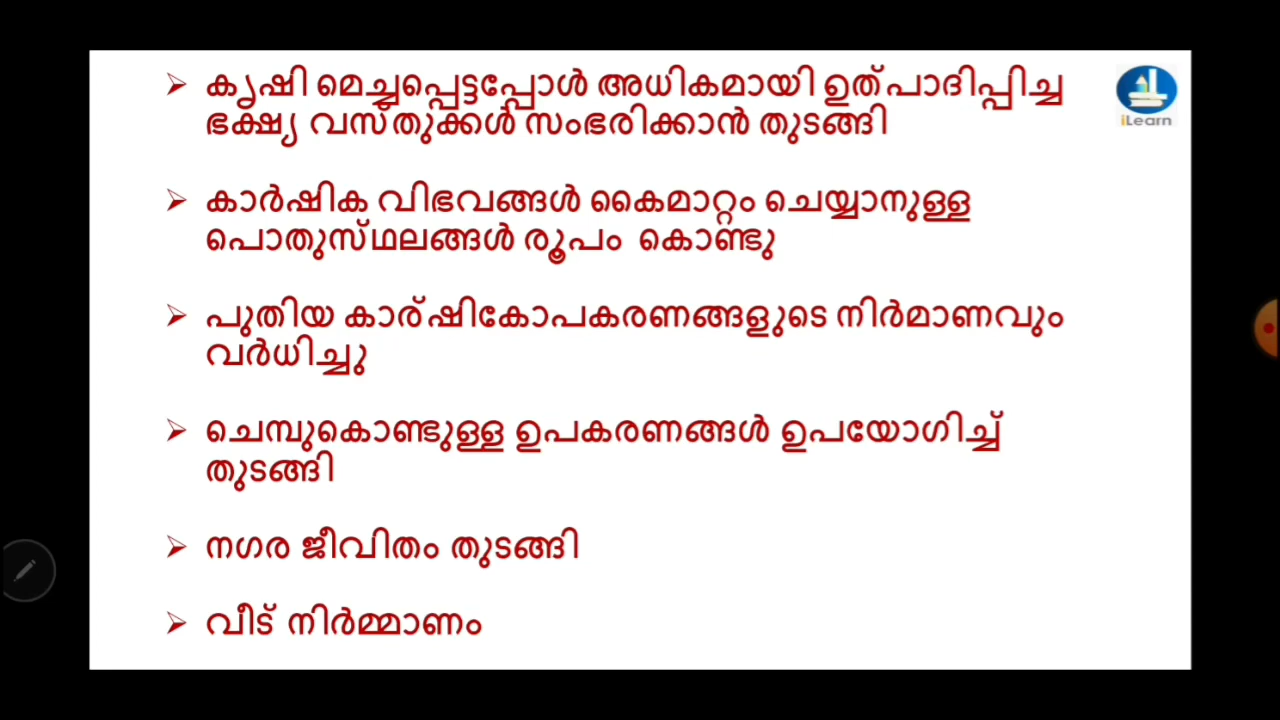 ➢ കൃഷി മെച്ചപ്പെട്ടപ്പോൾ അധികമായി ഉത്പാദിപ്പിച്ച
ഭക്ഷ്യ വസ്തുക്കൾ സംഭരിക്കാൻ തുടങ്ങി
iLearn
➢ കാർഷിക വിഭവങ്ങൾ കൈമാറ്റം ചെയ്യാനുള്ള
പൊതുസ്ഥലങ്ങൾ രൂപം കൊണ്ടു
➢ പുതിയ കാര്ഷികോപകരണങ്ങളുടെ നിർമാണവും
വർധിച്ചു
➢ ചെമ്പുകൊണ്ടുള്ള ഉപകരണങ്ങൾ ഉപയോഗിച്ച്
തുടങ്ങി
➢ നഗര ജീവിതം തുടങ്ങി
➢ വീട് നിർമ്മാണം